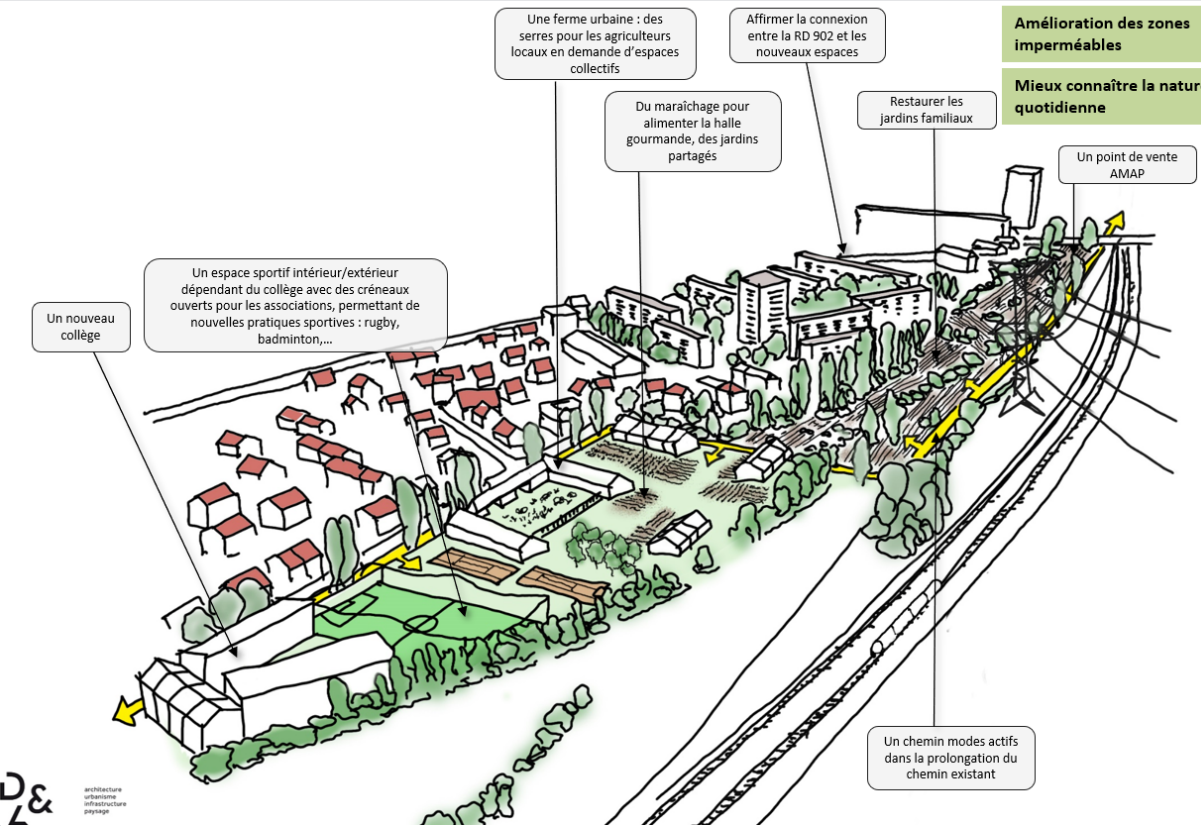 Une ferme urbaine : des
serres pour les agriculteurs
locaux en demande d'espaces
collectifs
Affirmer la connexion
entre la RD 902 et les
nouveaux espaces
Amélioration des zones
imperméables
Mieux connaître la nature
quotidienne
Du maraîchage pour
alimenter la halle
gourmande, des jardins
partagés
Restaurer les
jardins familiaux
Un point de vente
AMAP
Un espace sportif intérieur/extérieur
dépendant du collège avec des créneaux
ouverts pour les associations, permettant de
nouvelles pratiques sportives : rugby,
badminton,...
Un nouveau
collège
Un chemin modes actifs
dans la prolongation du
chemin existant
D&
architecture
urbanisme
infrastructure
paysage